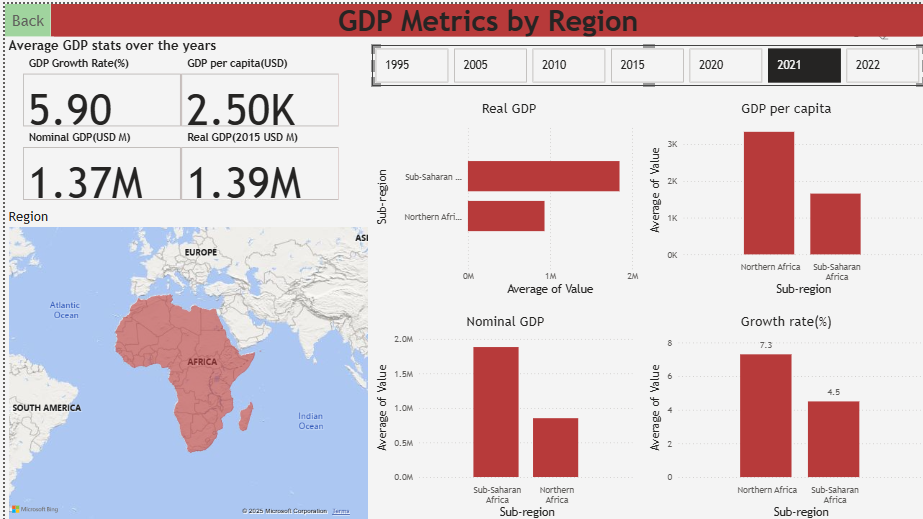 Back
GDP Metrics by Region
Average GDP stats over the years
GDP Growth Rate(%)
GDP per capita(USD)
5.90
2.50K
Nominal GDP(USD M)
Real GDP(2015 USD M)
1.37M
1.39M
1995
2005
2010
2015
2020
2021
2022
Region
EUROPE
ASI
Atlantic
Ocean
AFRICA
SOUTH AMERICA
Indian
Ocean
Microsoft Bing
© 2025 Microsoft Corporation Terms
Real GDP
Sub-region
Sub-Saharan ...
Northern Afri...
0M
1M
2M
Average of Value
GDP per capita
Average of Value
3K
2K
1K
0K
Northern Africa
Sub-Saharan
Africa
Sub-region
Nominal GDP
Average of Value
2.0M
1.5M
1.0M
0.5M
0.0M
Sub-Saharan
Africa
Northern
Africa
Sub-region
Growth rate(%)
Average of Value
8
6
4
2
0
7.3
4.5
Northern Africa
Sub-Saharan
Africa
Sub-region